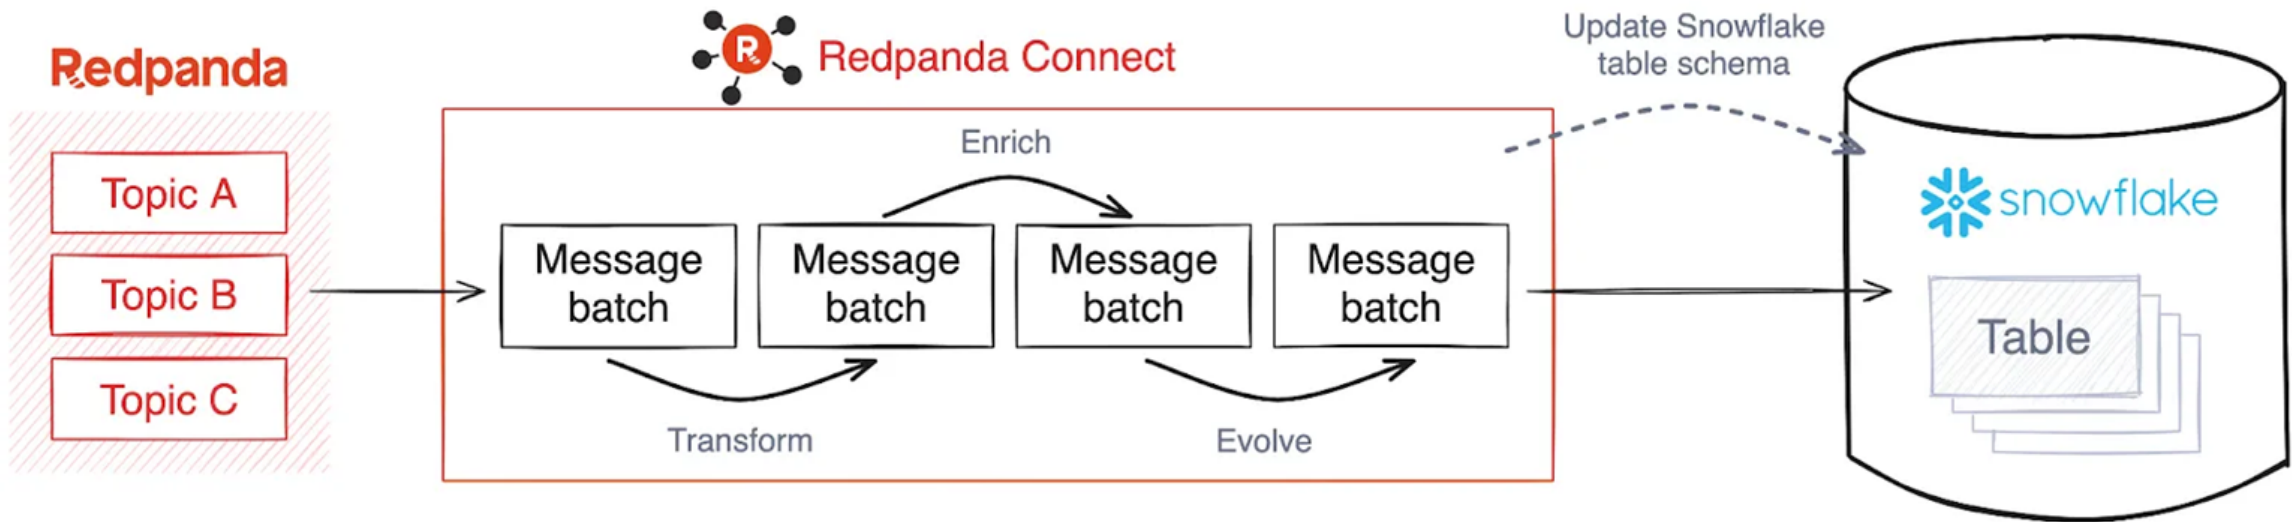 Redpanda
Topic A
Topic B
Topic C
R
Redpanda Connect
Enrich
Message
batch
Message
batch
Message
batch
Message
batch
Transform
Evolve
Update Snowflake
table schema
snowflake
Table